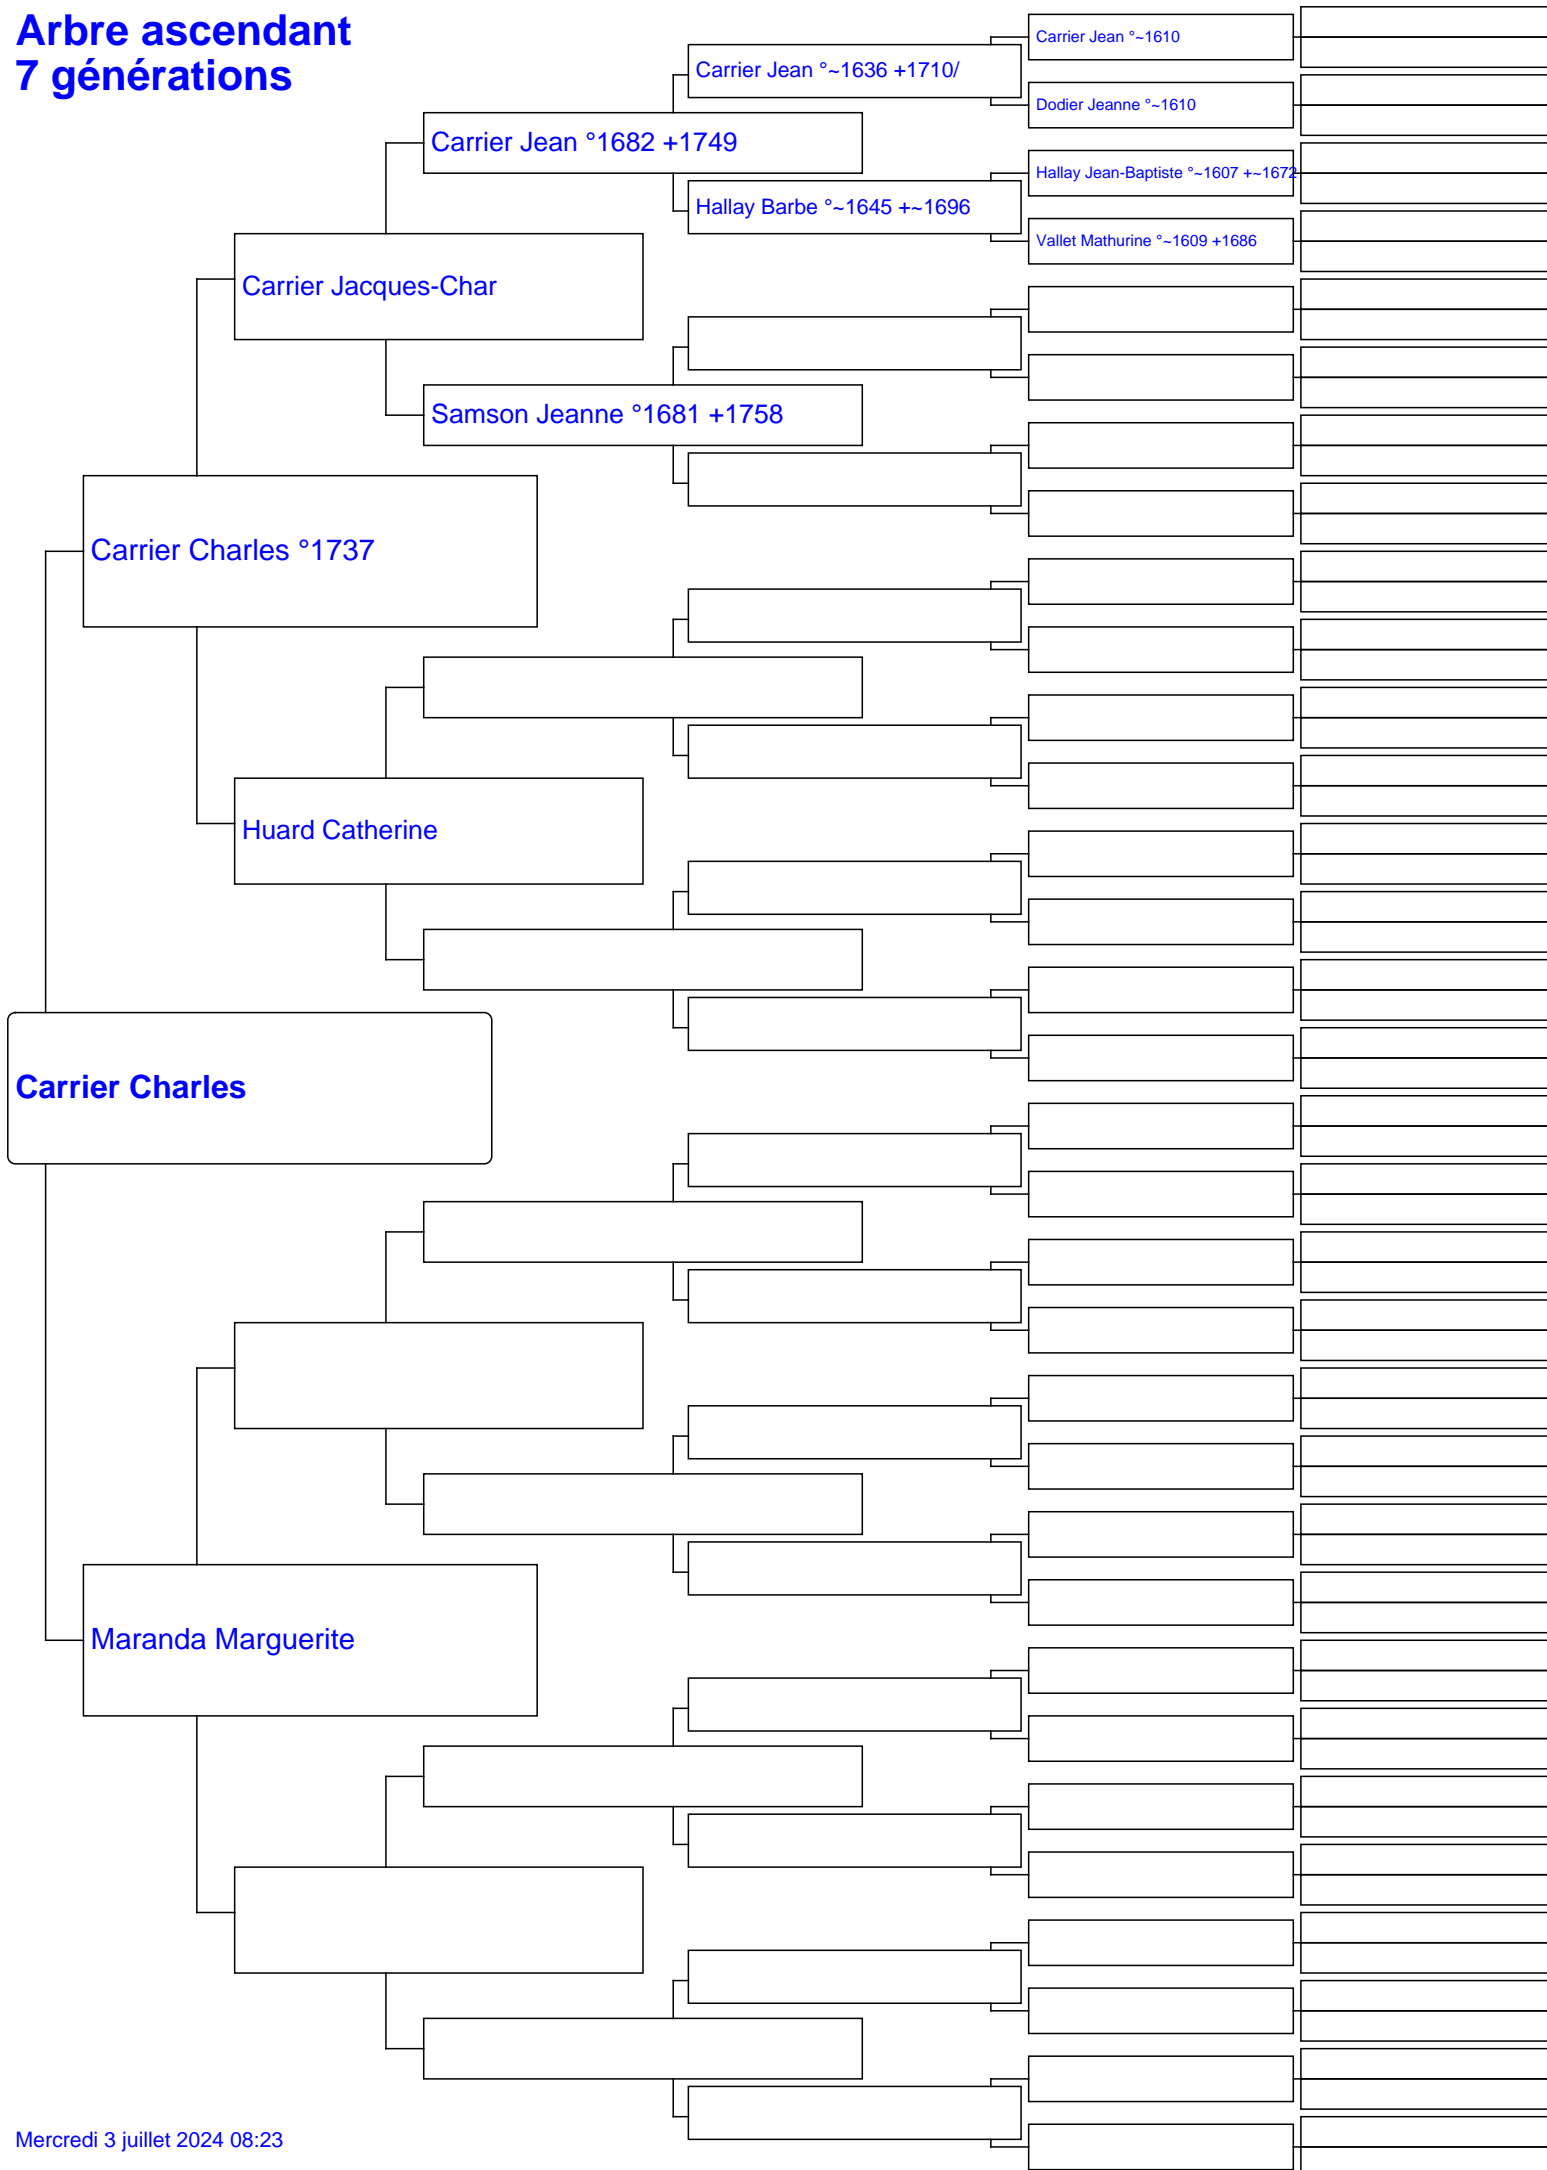 Arbre ascendant
7 générations
Carrier Jean °~1610
Carrier Jean °~1636 +1710/
Dodier Jeanne °~1610
Carrier Jean °1682 +1749
Hallay Jean-Baptiste °~1607 +~1672
Hallay Barbe °~1645 +~1696
Vallet Mathurine °~1609 +1686
Carrier Jacques-Char
Samson Jeanne °1681 +1758
Carrier Charles °1737
Huard Catherine
Carrier Charles
Maranda Marguerite
Mercredi 3 juillet 2024 08:23